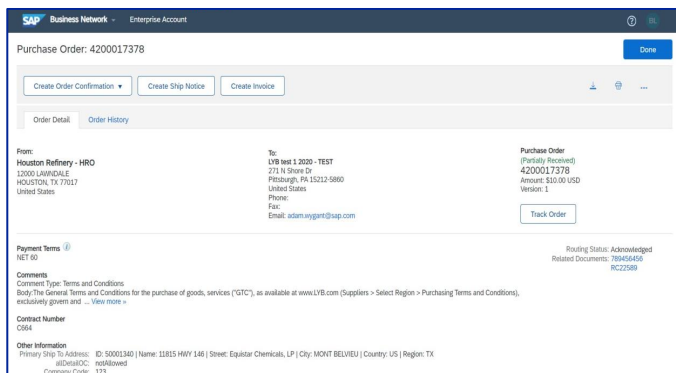 SAP Business Network Enterprise Account ? BL
Purchase Order: 4200017378
Done
Create Order Confirmation ▼ Create Ship Notice Create Invoice ...
Order Detail Order History
From:
Houston Refinery - HRO
12000 LAWNDALE
HOUSTON, TX 77017
United States
To:
LYB test 1 2020 - TEST
271 N Shore Dr
Pittsburgh, PA 15212-5860
United States
Phone:
Fax:
Email: adam.wygant@sap.com
Purchase Order
(Partially Received)
4200017378
Amount: $10.00 USD
Version: 1
Track Order
Payment Terms i
NET 60
Routing Status: Acknowledged
Related Documents: 789456456
RC22589
Comments
Comment Type: Terms and Conditions
Body:The General Terms and Conditions for the purchase of goods, services ("GTC"), as available at www.LYB.com (Suppliers > Select Region > Purchasing Terms and Conditions),
exclusively govern and ... View more »
Contract Number
C664
Other Information
Primary Ship To Address: ID: 50001340 | Name: 11815 HWY 146 | Street: Equistar Chemicals, LP | City: MONT BELVIEU | Country: US | Region: TX
allDetailOC: notAllowed
Company Code: 123